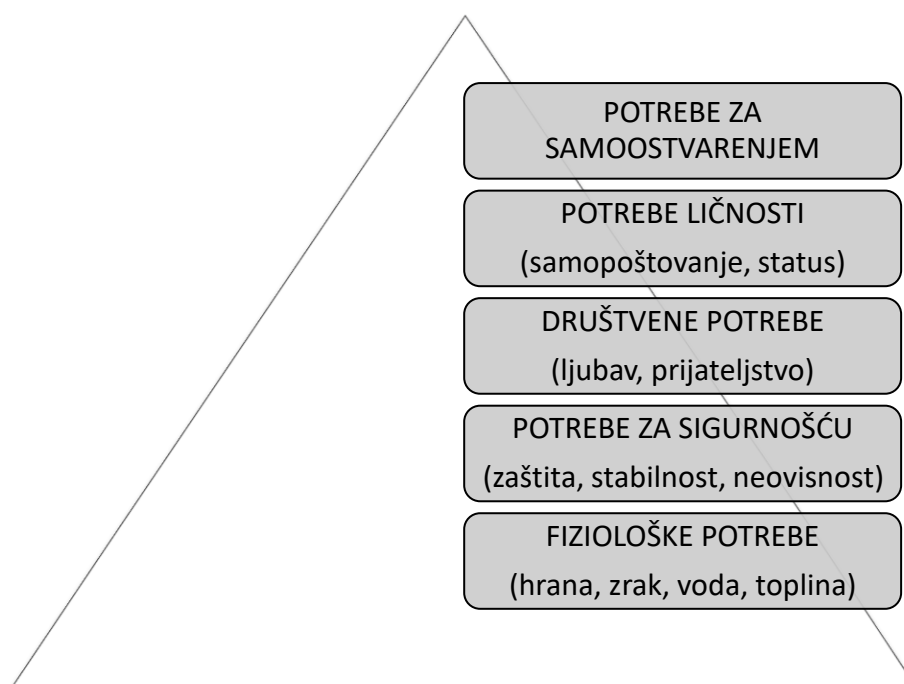 POTREBE ZA
SAMOOSTVARENJEM
POTREBE LIČNOSTI
(samopoštovanje, status)
DRUŠTVENE POTREBE
(ljubav, prijateljstvo)
POTREBE ZA SIGURNOŠĆU
(zaštita, stabilnost, neovisnost)
FIZIOLOŠKE POTREBE
(hrana, zrak, voda, toplina)